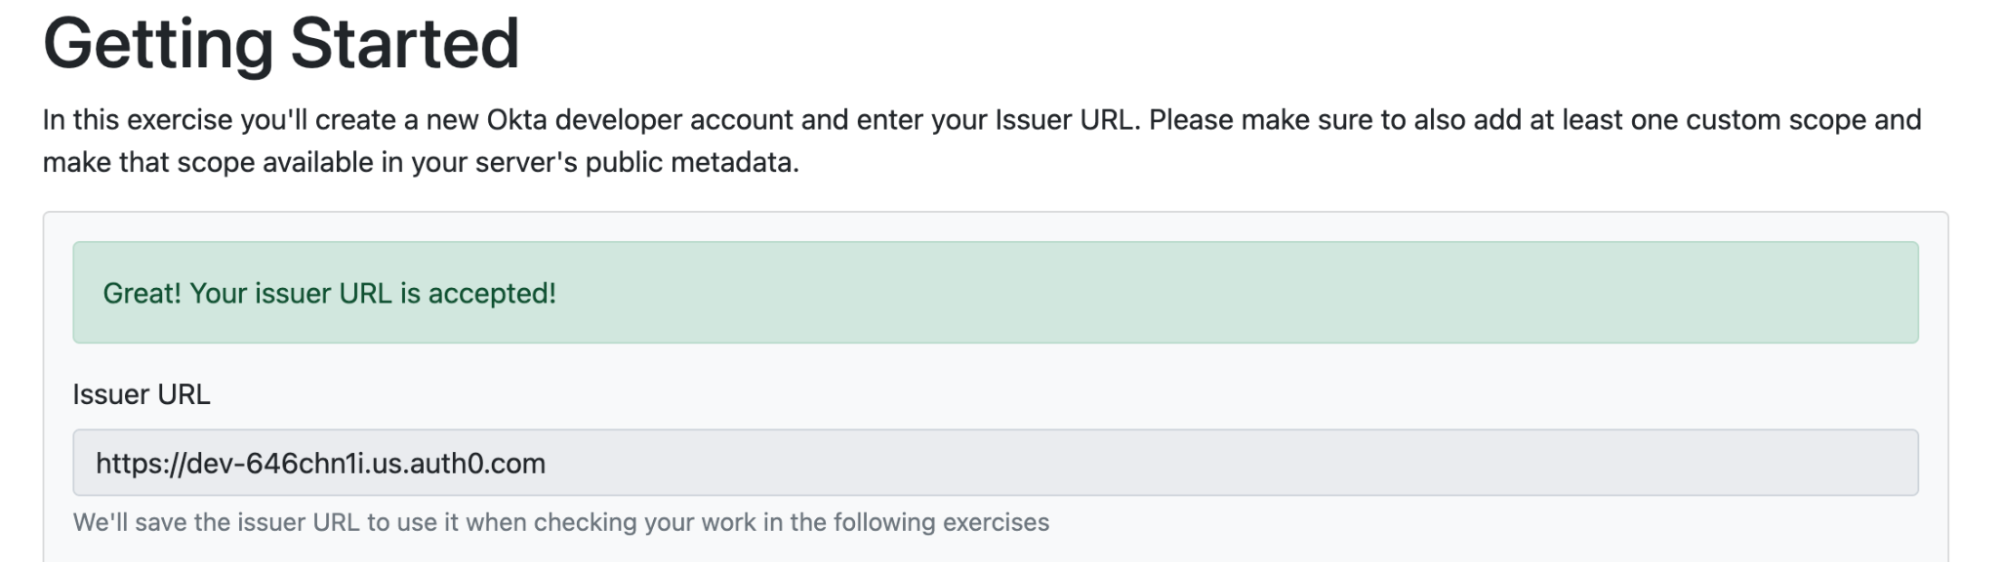 Getting Started
In this exercise you'll create a new Okta developer account and enter your Issuer URL. Please make sure to also add at least one custom scope and
make that scope available in your server's public metadata.
Great! Your issuer URL is accepted!
Issuer URL
https://dev-646chn1i.us.auth0.com
We'll save the issuer URL to use it when checking your work in the following exercises